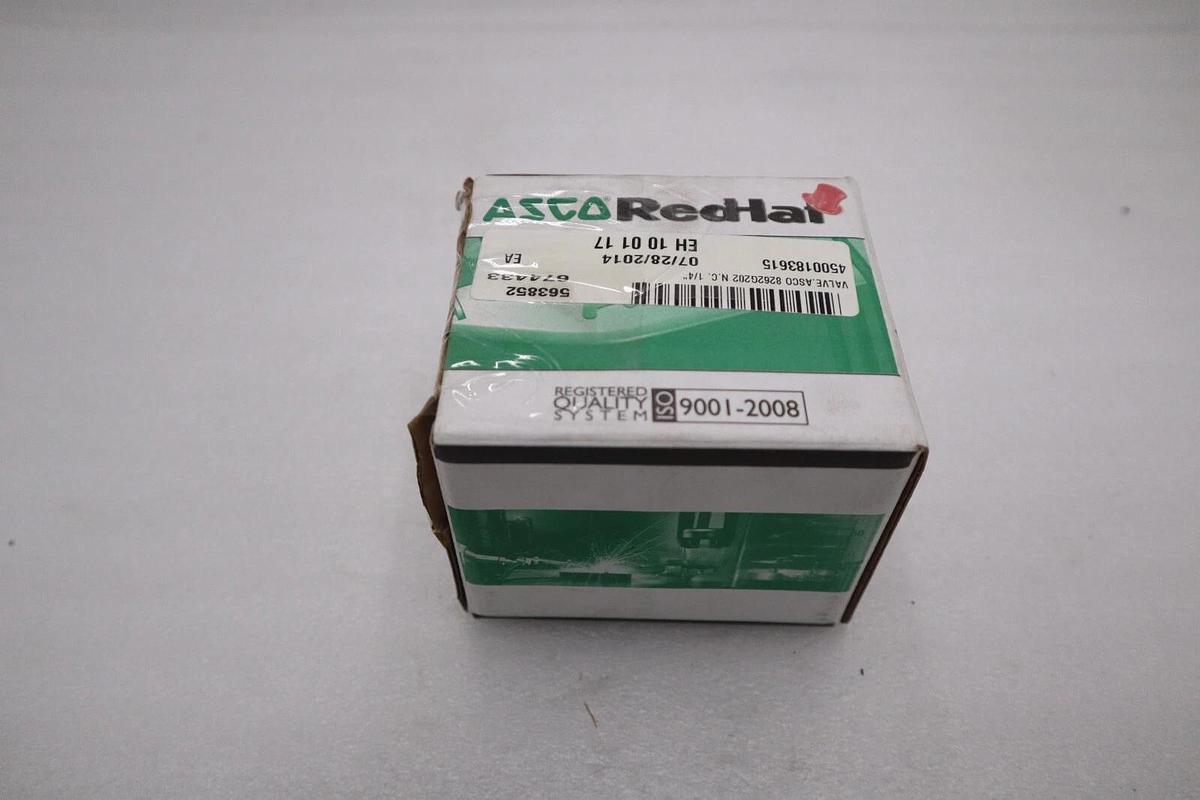 ASCO® RedHat
563852
674433
VALVE.ASCO 8262G202 N.C. 1/4"
4500183615 07/28/2014 EA
EH 10 01 17
REGISTERED
QUALITY
SYSTEM
ISO 9001-2008